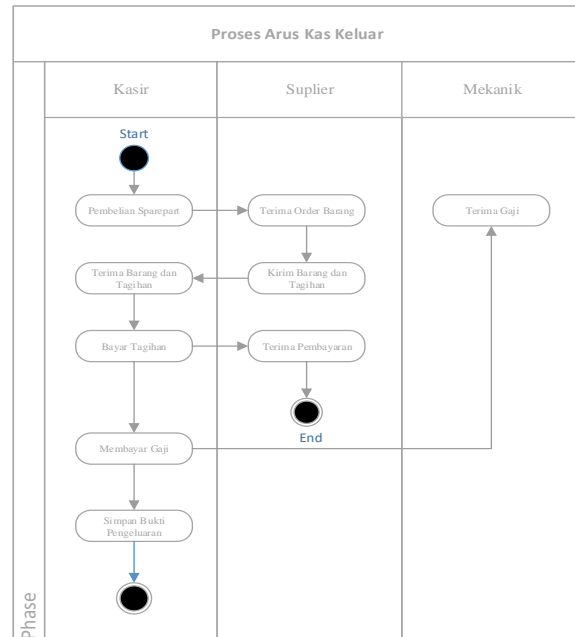 Proses Arus Kas Keluar
Kasir
Suplier
Mekanik
Start
Pembelian Sparepart
Terima Order Barang
Terima Gaji
Terima Barang dan
Tagihan
Kirim Barang dan
Tagihan
Bayar Tagihan
Terima Pembayaran
End
Membayar Gaji
Simpan Bukti
Pengeluaran
Phase